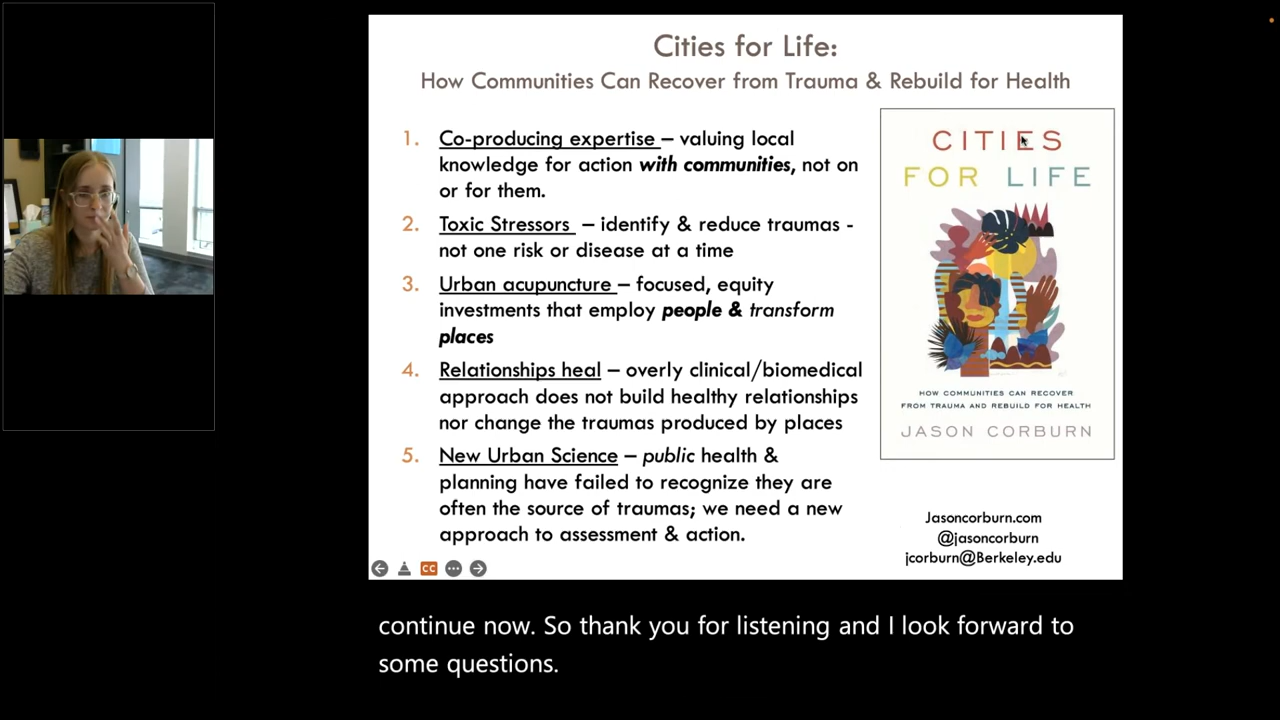 Cities for Life:
How Communities Can Recover from Trauma & Rebuild for Health
1. Co-producing expertise – valuing local
knowledge for action with communities, not on
or for them.
2. Toxic Stressors – identify & reduce traumas -
not one risk or disease at a time
3. Urban acupuncture – focused, equity
investments that employ people & transform
places
4. Relationships heal – overly clinical/biomedical
approach does not build healthy relationships
nor change the traumas produced by places
5. New Urban Science – public health &
planning have failed to recognize they are
often the source of traumas; we need a new
approach to assessment & action.
CITIES
FOR LIFE
HOW COMMUNITIES CAN RECOVER
FROM TRAUMA AND REBUILD FOR HEALTH
JASON CORBURN
Jasoncorburn.com
@jasoncorburn
jcorburn@Berkeley.edu
CC
continue now. So thank you for listening and I look forward to
some questions.